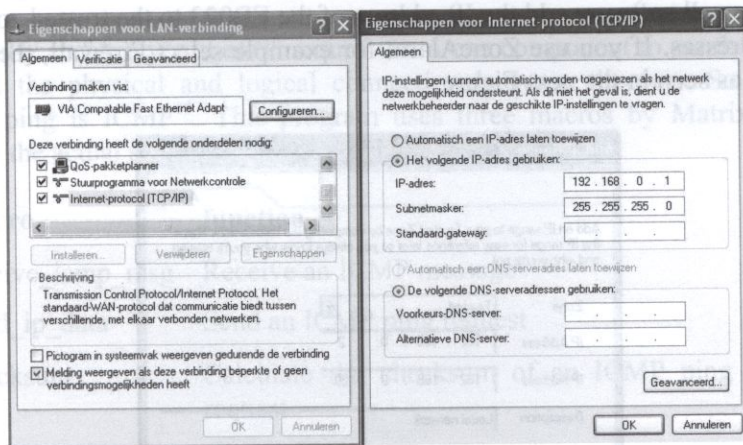 Eigenschappen voor LAN-verbinding
Algemeen Verificatie Geavanceerd
Verbinding maken via:
VIA Compatable Fast Ethernet Adapt
Configureren...
Deze verbinding heeft de volgende onderdelen nodig:
QoS-pakketplanner
Stuurprogramma voor Netwerkcontrole
Internet-protocol (TCP/IP)
Installeren... Verwijderen Eigenschappen
Beschrijving
Transmission Control Protocol/Internet Protocol. Het
standaard-WAN-protocol dat communicatie biedt tussen
verschillende, met elkaar verbonden netwerken.
Pictogram in systeemvak weergeven gedurende de verbinding
Melding weergeven als deze verbinding beperkte of geen
verbindingsmogelijkheden heeft
OK Annuleren
Eigenschappen voor Internet-protocol (TCP/IP)
Algemeen
IP-instellingen kunnen automatisch worden toegewezen als het netwerk
deze mogelijkheid ondersteunt. Als dit niet het geval is, dient u de
netwerkbeheerder naar de geschikte IP-instellingen te vragen.
Automatisch een IP-adres laten toewijzen
Het volgende IP-adres gebruiken:
IP-adres: 192 . 168 . 0 . 1
Subnetmasker: 255 . 255 . 255 . 0
Standaard-gateway: . . .
Automatisch een DNS-serveradres laten toewijzen
De volgende DNS-serveradressen gebruiken:
Voorkeurs-DNS-server: . . .
Alternatieve DNS-server: . . .
Geavanceerd...
OK Annuleren